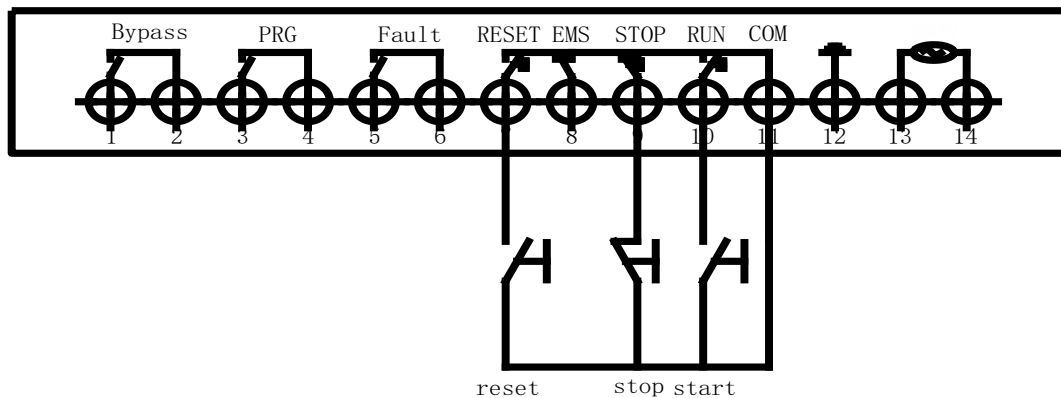 Bypass PRG Fault RESET EMS STOP RUN COM
1 2 3 4 5 6 7 8 9 10 11 12 13 14
reset stop start